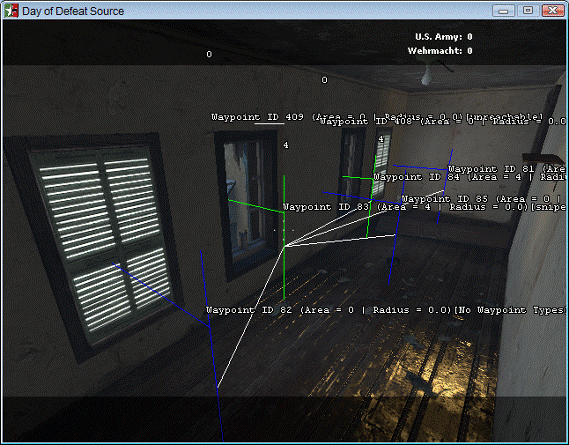 Day of Defeat Source
U.S. Army: 0
Wehrmacht: 0
0
0
Waypoint ID 409 (Area = 0 | Radius = 0.0)[unreachable]
Waypoint ID 408 (Area = 0 | Radius = 0.0
4
4
Waypoint ID 81 (Are
Waypoint ID 84 (Area = 4 | Radiu
Waypoint ID 85 (Area = 0 |
Waypoint ID 83 (Area = 4 | Radius = 0.0)[snipe
Waypoint ID 82 (Area = 0 | Radius = 0.0)[No Waypoint Types